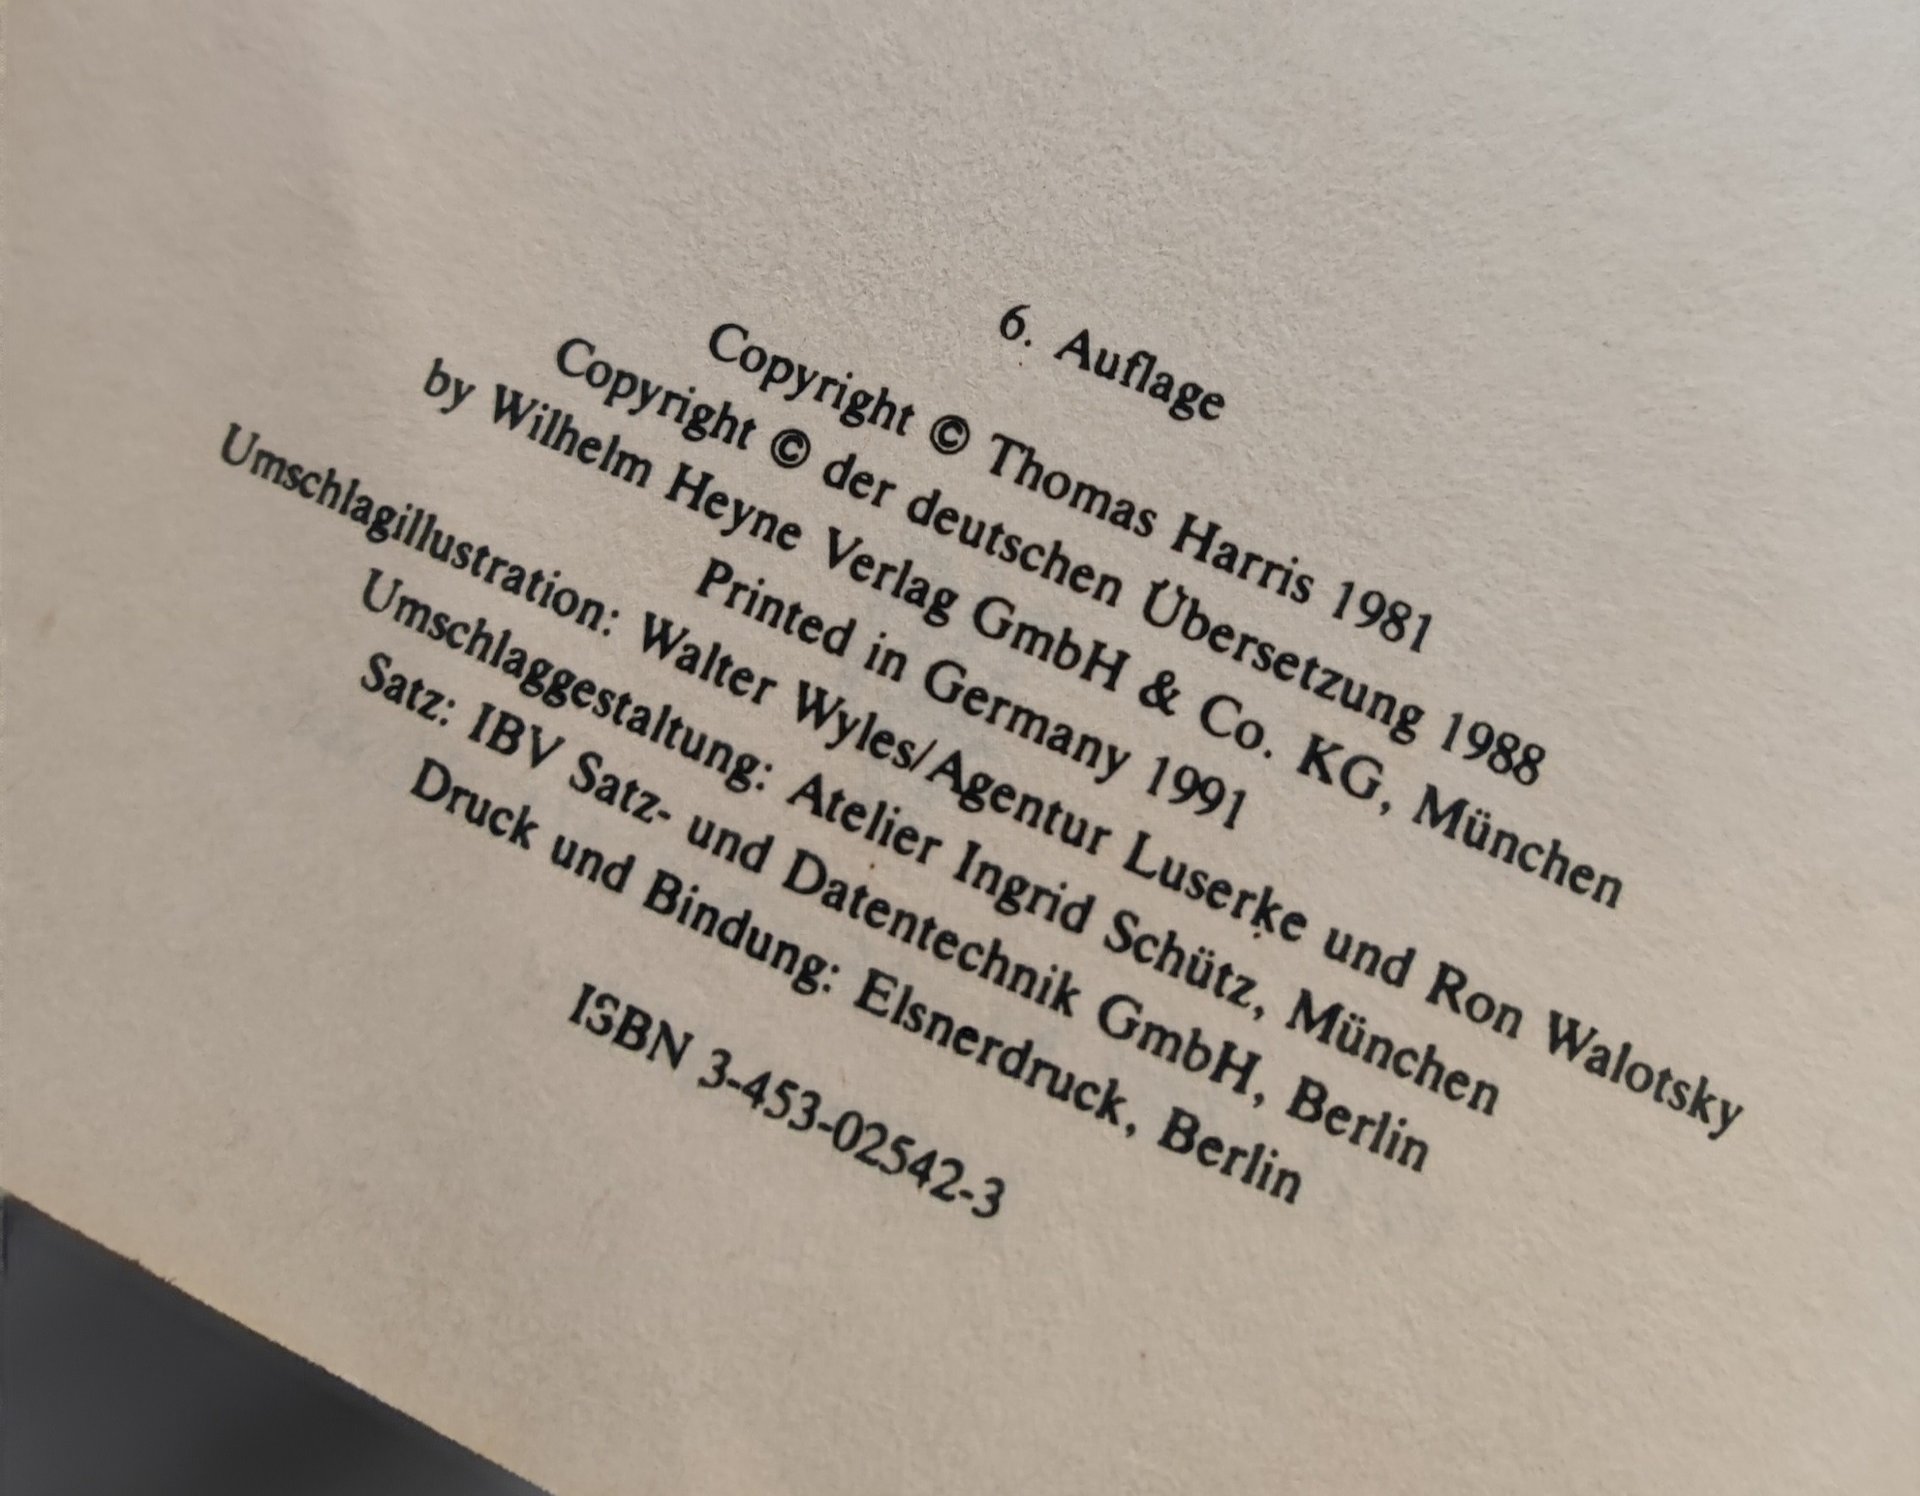 6. Auflage
Copyright © Thomas Harris 1981
Copyright © der deutschen Übersetzung 1988
by Wilhelm Heyne Verlag GmbH & Co. KG, München
Printed in Germany 1991
Umschlagillustration: Walter Wyles/Agentur Luserke und Ron Walotsky
Umschlaggestaltung: Atelier Ingrid Schütz, München
Satz: IBV Satz- und Datentechnik GmbH, Berlin
Druck und Bindung: Elsnerdruck, Berlin
ISBN 3-453-02542-3